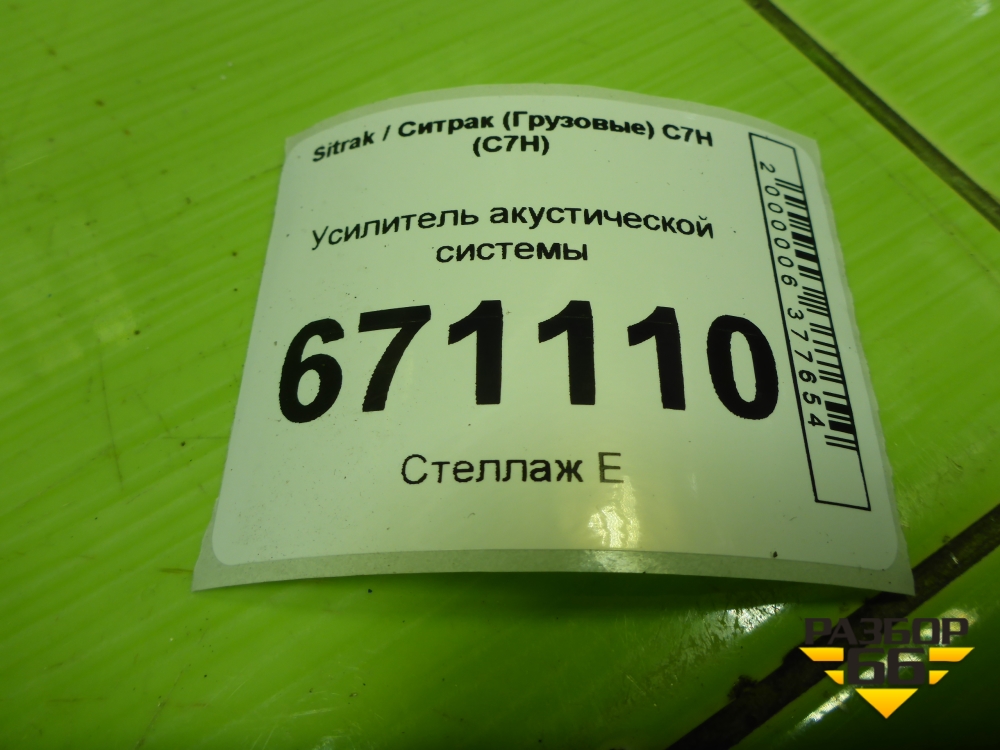 Sitrak / Ситрак (Грузовые) C7H
(C7H)
Усилитель акустической
системы
671110
Стеллаж Е
2000006377654
РАЗБОР
66